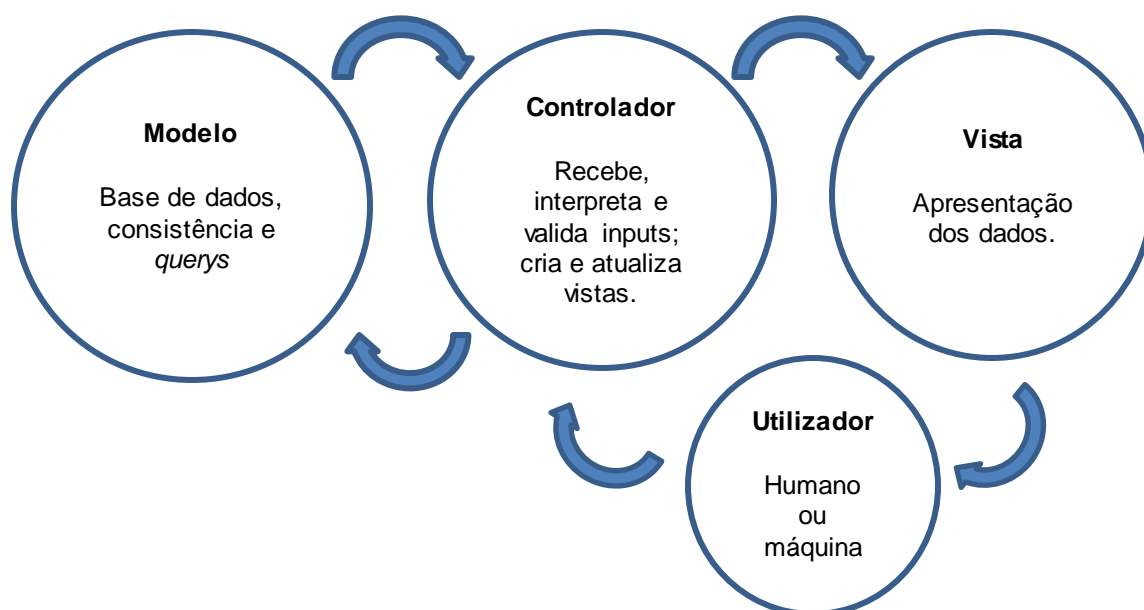 Modelo
Base de dados,
consistência e
querys
Controlador
Recebe,
interpreta e
valida inputs;
cria e atualiza
vistas.
Vista
Apresentação
dos dados.
Utilizador
Humano
ou
máquina